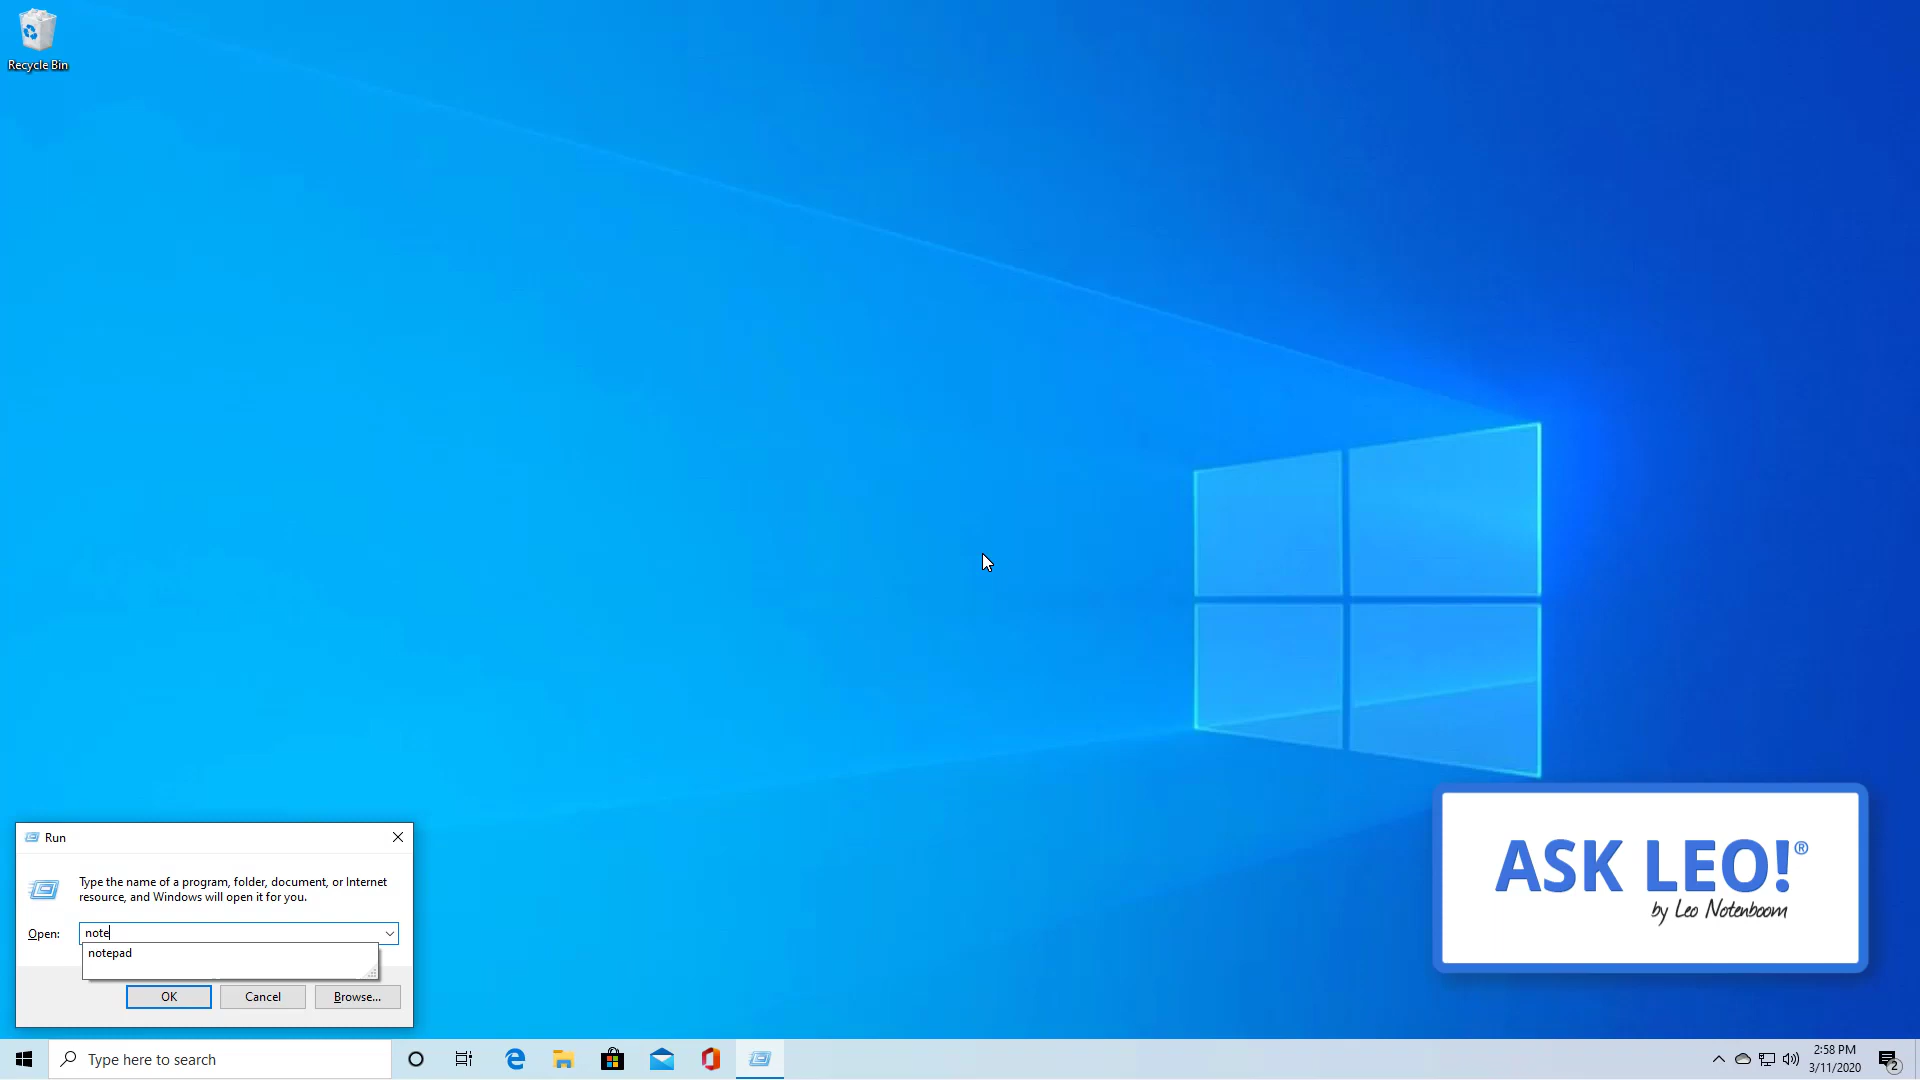 Recycle Bin
ASK LEO!®
by Leo Notenboom
Run
Type the name of a program, folder, document, or Internet
resource, and Windows will open it for you.
Open:
note
notepad
OK
Cancel
Browse...
Type here to search
2:58 PM
3/11/2020
2